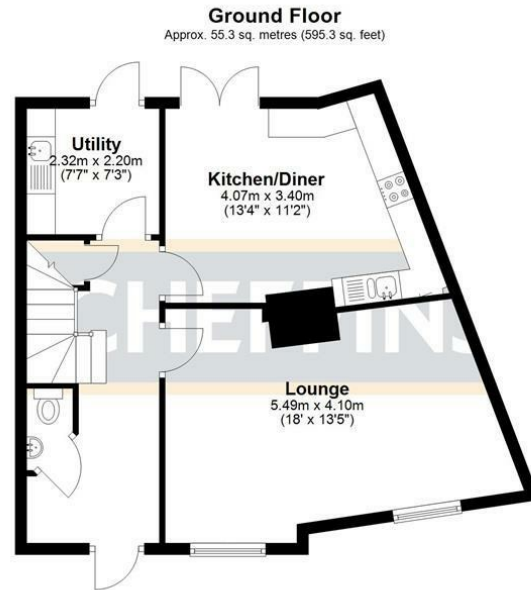 Ground Floor
Approx. 55.3 sq. metres (595.3 sq. feet)
Utility
2.32m x 2.20m
(7'7" x 7'3")
Kitchen/Diner
4.07m x 3.40m
(13'4" x 11'2")
CHEFFINS
Lounge
5.49m x 4.10m
(18' x 13'5")